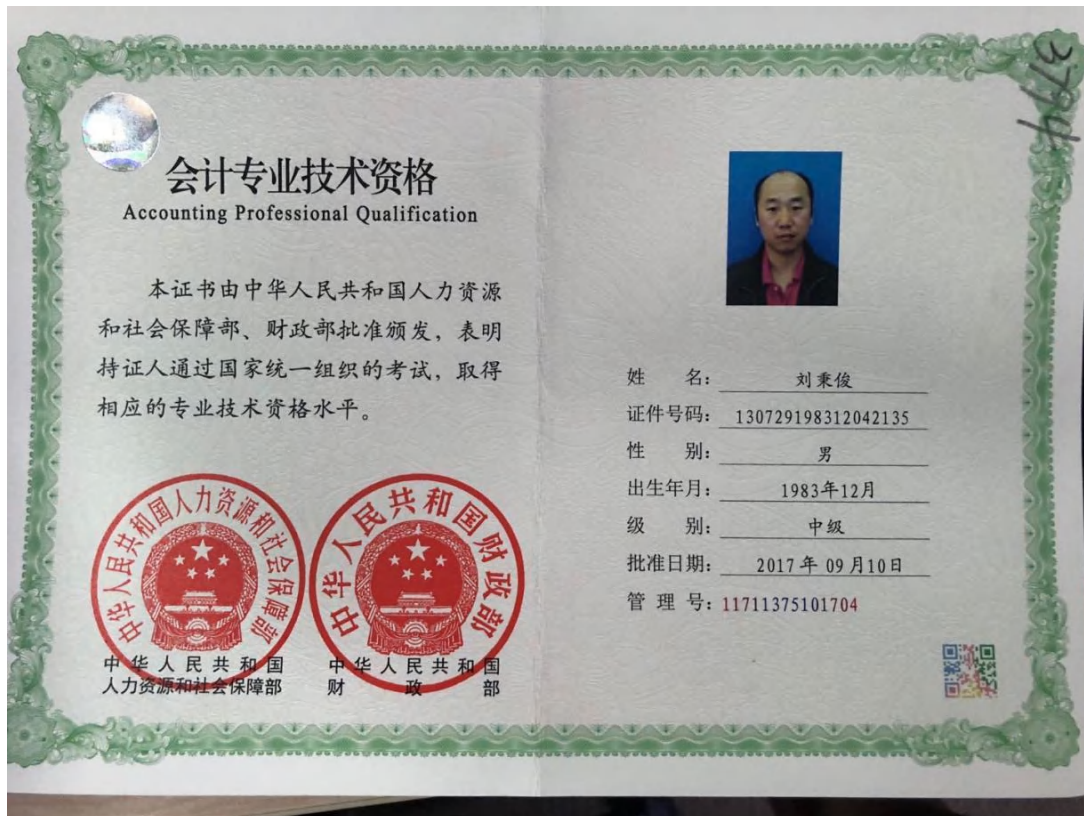 会计专业技术资格
Accounting Professional Qualification
本证书由中华人民共和国人力资源
和社会保障部、财政部批准颁发，表明
持证人通过国家统一组织的考试，取得
相应的专业技术资格水平。
中华人民共和国人力资源和社会保障部
中华人民共和国财政部
中华人民共和国
人力资源和社会保障部
中华人民共和国
财政部
3794
姓名：刘秉俊
证件号码：130729198312042135
性别：男
出生年月：1983年12月
级别：中级
批准日期：2017年09月10日
管理号：11711375101704